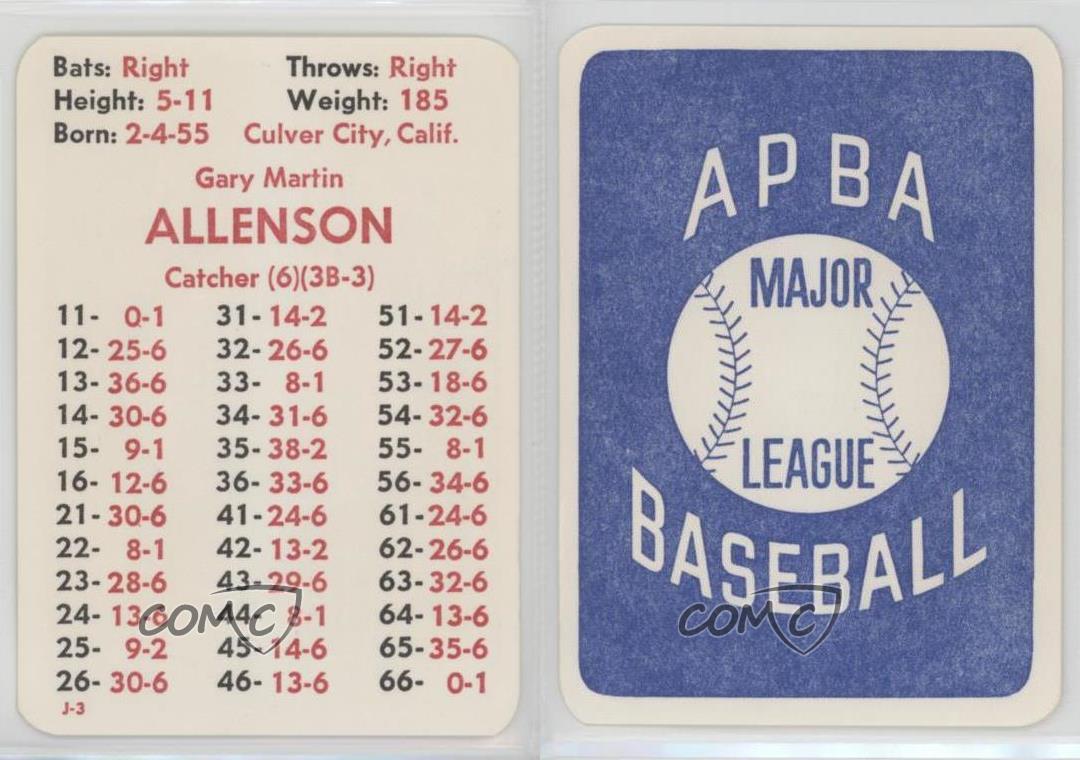 Bats: Right Throws: Right
Height: 5-11 Weight: 185
Born: 2-4-55 Culver City, Calif.
Gary Martin
ALLENSON
Catcher (6)(3B-3)
11- 0-1 31- 14-2 51- 14-2
12- 25-6 32- 26-6 52- 27-6
13- 36-6 33- 8-1 53- 18-6
14- 30-6 34- 31-6 54- 32-6
15- 9-1 35- 38-2 55- 8-1
16- 12-6 36- 33-6 56- 34-6
21- 30-6 41- 24-6 61- 24-6
22- 8-1 42- 13-2 62- 26-6
23- 28-6 43- 29-6 63- 32-6
24- 13-6 44- 8-1 64- 13-6
25- 9-2 45- 14-6 65- 35-6
26- 30-6 46- 13-6 66- 0-1
J-3
COMC
APBA
MAJOR
LEAGUE
BASEBALL
COMC